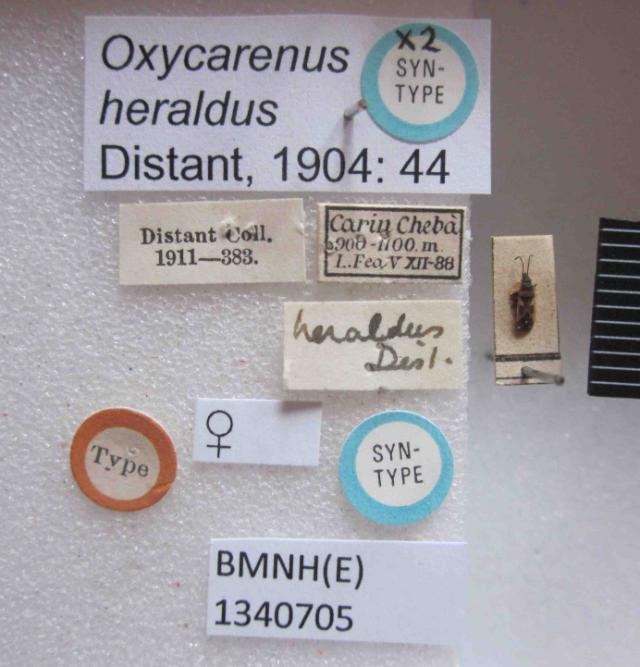 Oxycarenus
heraldus
Distant, 1904: 44
x2
SYN-
TYPE
Distant Coll.
1911—383.
Carin Chebà
900-1100.m.
L.Fea V XII-88
heraldus
Dist.
Type
♀
SYN-
TYPE
BMNH(E)
1340705